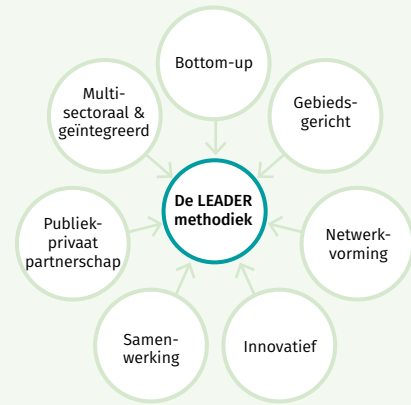 Bottom-up
Multi-
sectoraal &
geïntegreerd
Gebieds-
gericht
De LEADER
methodiek
Publiek-
privaat
partnerschap
Netwerk-
vorming
Samen-
werking
Innovatief